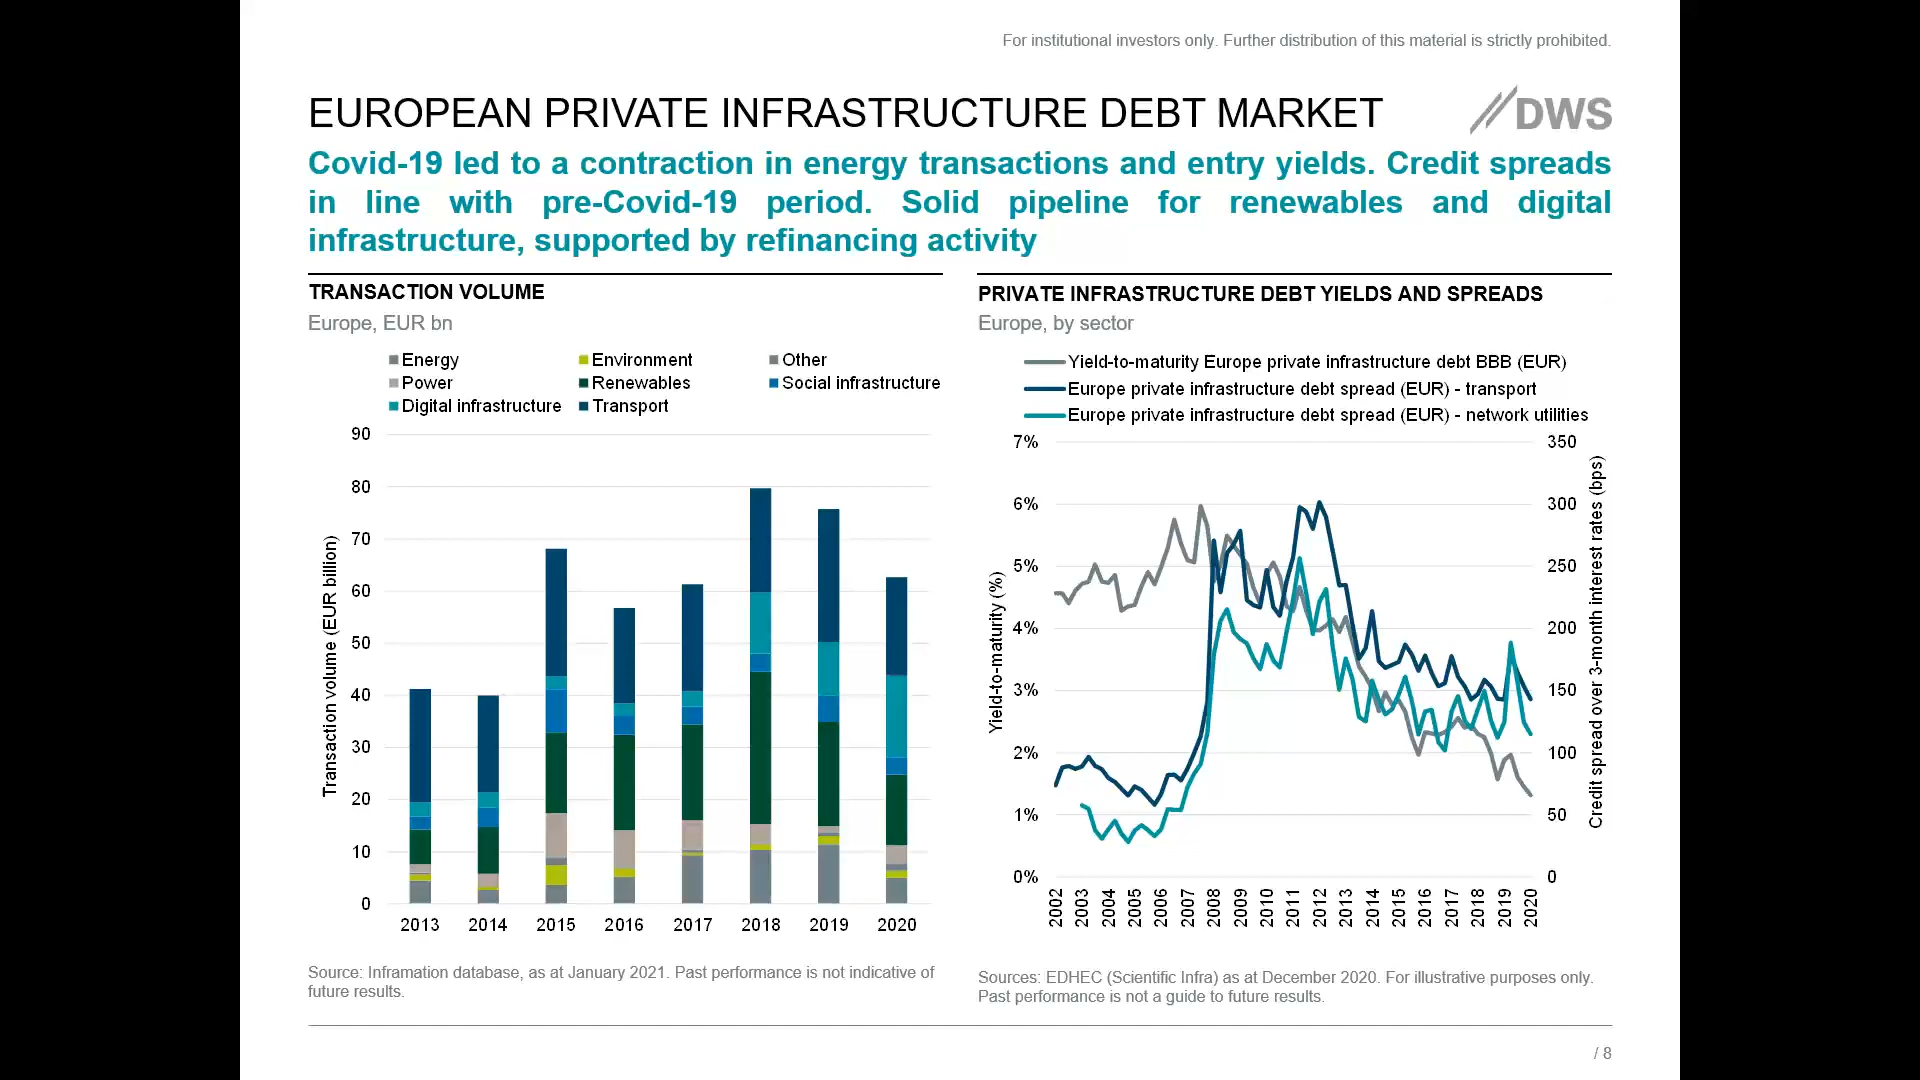 For institutional investors only. Further distribution of this material is strictly prohibited.
EUROPEAN PRIVATE INFRASTRUCTURE DEBT MARKET
DWS
Covid-19 led to a contraction in energy transactions and entry yields. Credit spreads
in line with pre-Covid-19 period. Solid pipeline for renewables and digital
infrastructure, supported by refinancing activity
TRANSACTION VOLUME
Europe, EUR bn
Energy Environment Other
Power Renewables Social infrastructure
Digital infrastructure Transport
Transaction volume (EUR billion)
90
80
70
60
50
40
30
20
10
0
2013 2014 2015 2016 2017 2018 2019 2020
Source: Inframation database, as at January 2021. Past performance is not indicative of
future results.
PRIVATE INFRASTRUCTURE DEBT YIELDS AND SPREADS
Europe, by sector
Yield-to-maturity Europe private infrastructure debt BBB (EUR)
Europe private infrastructure debt spread (EUR) - transport
Europe private infrastructure debt spread (EUR) - network utilities
Yield-to-maturity (%)
7%
6%
5%
4%
3%
2%
1%
0%
350
300
250
200
150
100
50
0
Credit spread over 3-month interest rates (bps)
2002 2003 2004 2005 2006 2007 2008 2009 2010 2011 2012 2013 2014 2015 2016 2017 2018 2019 2020
Sources: EDHEC (Scientific Infra) as at December 2020. For illustrative purposes only.
Past performance is not a guide to future results.
/ 8